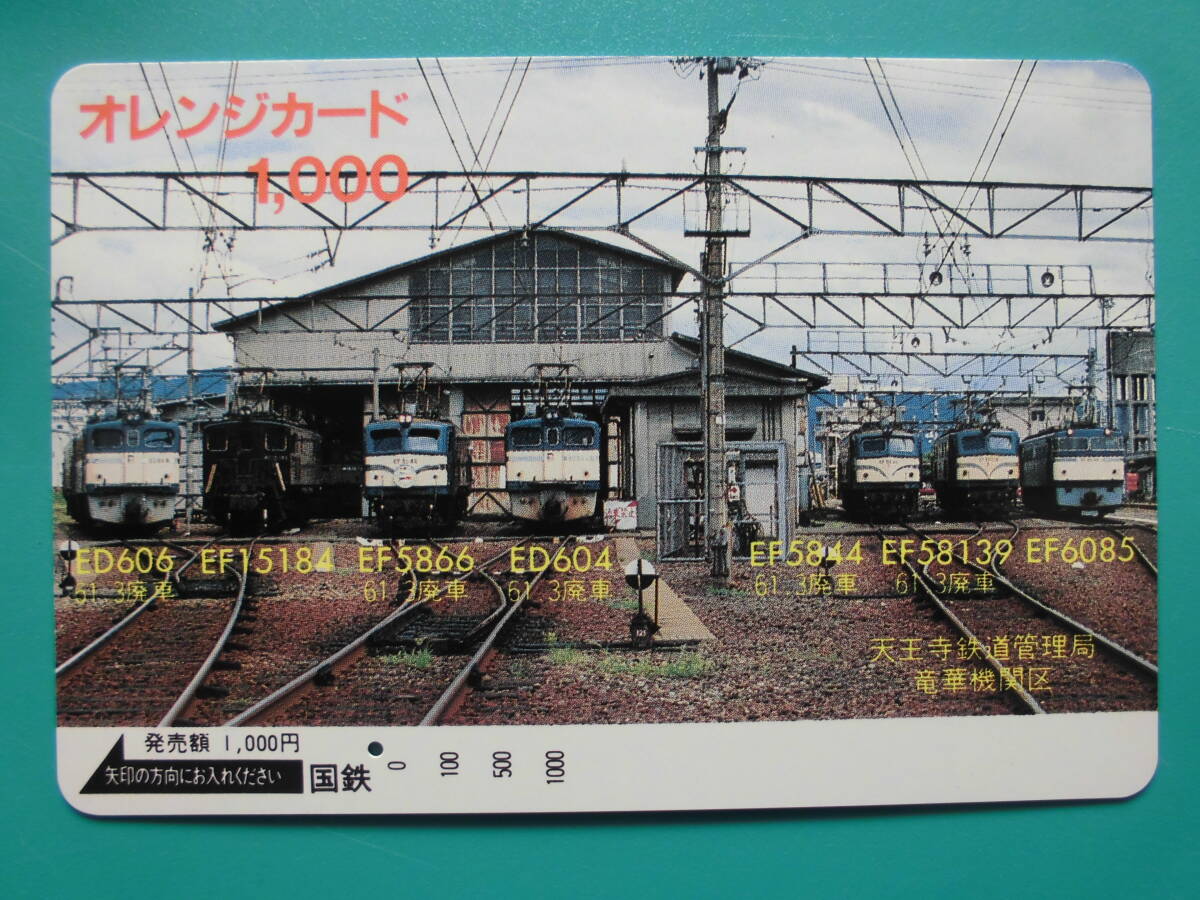 オレンジカード
1,000
ED606 EF15184 EF5866 ED604 EF5844 EF58139 EF6085
61.3廃車 61.3廃車 61.3廃車 61.3廃車 61.3廃車
天王寺鉄道管理局
竜華機関区
発売額 1,000円
矢印の方向にお入れください 国鉄 0 100 500 1000